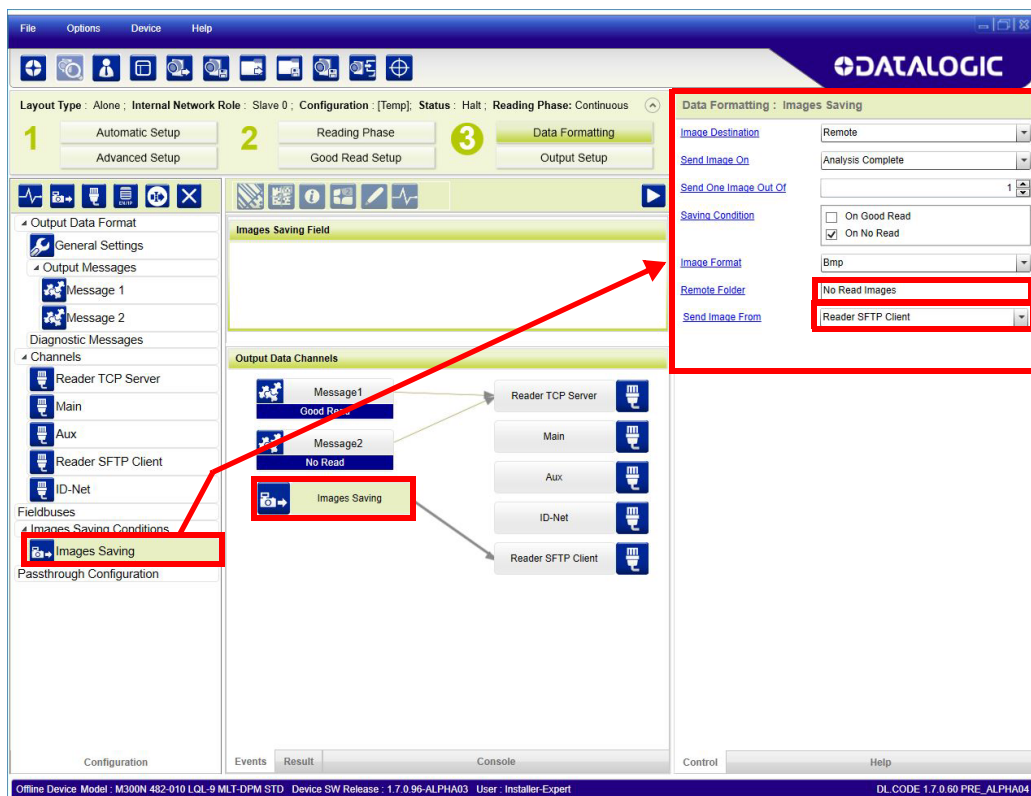 File Options Device Help
DATALOGIC
Layout Type : Alone ; Internal Network Role : Slave 0 ; Configuration : [Temp]; Status : Halt ; Reading Phase: Continuous
1
Automatic Setup
Advanced Setup
2
Reading Phase
Good Read Setup
3
Data Formatting
Output Setup
Output Data Format
General Settings
Output Messages
Message 1
Message 2
Diagnostic Messages
Channels
Reader TCP Server
Main
Aux
Reader SFTP Client
ID-Net
Fieldbuses
Images Saving Conditions
Images Saving
Passthrough Configuration
Configuration
Images Saving Field
Output Data Channels
Message1
Good Read
Message2
No Read
Images Saving
Reader TCP Server
Main
Aux
ID-Net
Reader SFTP Client
Events Result Console
Data Formatting : Images Saving
Image Destination Remote
Send Image On Analysis Complete
Send One Image Out Of 1
Saving Condition On Good Read
On No Read
Image Format Bmp
Remote Folder No Read Images
Send Image From Reader SFTP Client
Control Help
Offline Device Model : M300N 482-010 LQL-9 MLT-DPM STD Device SW Release : 1.7.0.96-ALPHA03 User : Installer-Expert DL.CODE 1.7.0.60 PRE_ALPHA04